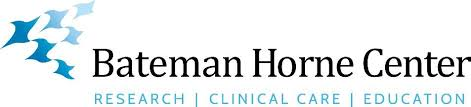 Bateman Horne Center
RESEARCH | CLINICAL CARE | EDUCATION